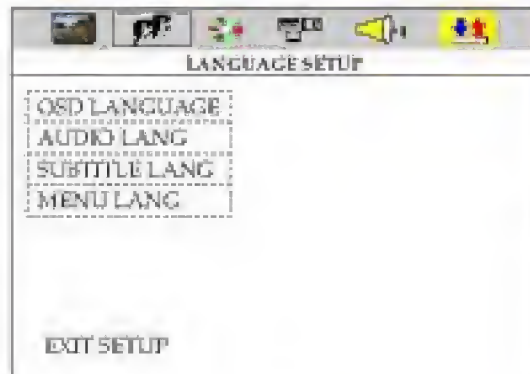 LANGUAGE SETUP
OSD LANGUAGE
AUDIO LANG
SUBTITLE LANG
MENU LANG
EXIT SETUP